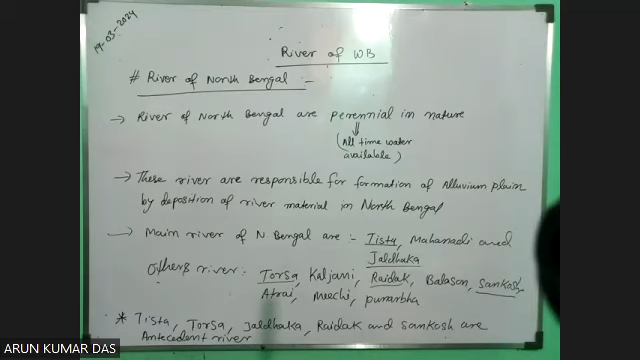 19-03-2024
River of WB
# River of North Bengal -
→ River of North Bengal are perennial in nature
(All time water
available)
→ These river are responsible for formation of Alluvium plain
by deposition of river material in North Bengal
→ Main river of N Bengal are :- Tista, Mahanadi and
Jaldhaka
Others river: Torsa, Kaljani, Raidak, Balason, Sankosh,
Atrai, Meechi, punarbha
* Tista, Torsa, Jaldhaka, Raidak and Sankosh are
Antecedent river
ARUN KUMAR DAS